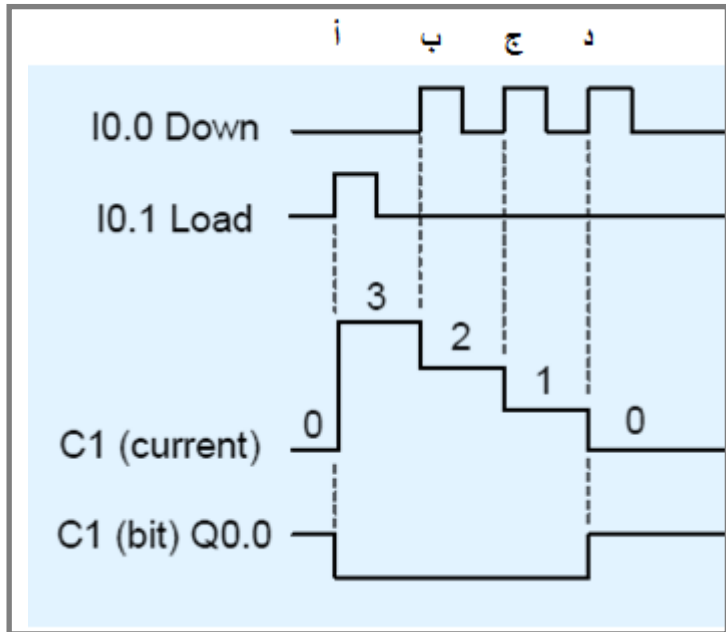 أ ب ج د
I0.0 Down
I0.1 Load
3
2
1
0
0
C1 (current)
C1 (bit) Q0.0